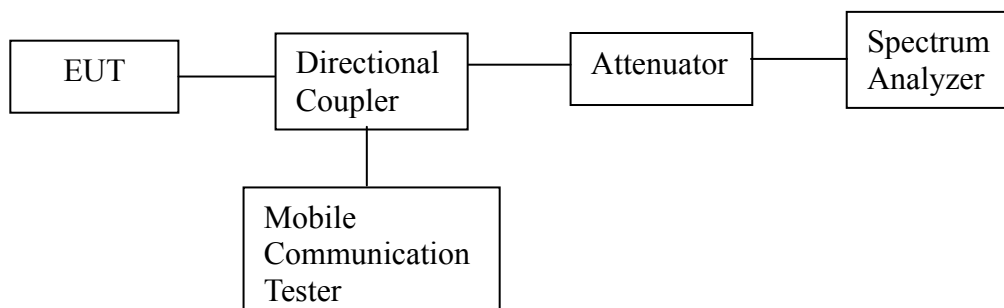 EUT
Directional
Coupler
Attenuator
Spectrum
Analyzer
Mobile
Communication
Tester